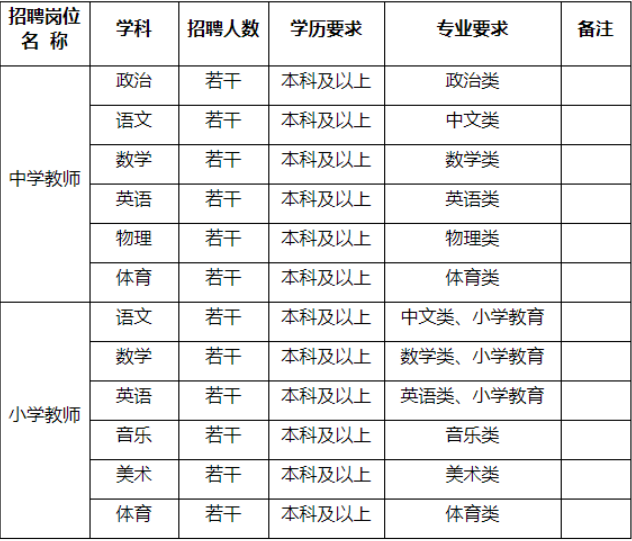 招聘岗位
名 称 学科 招聘人数 学历要求 专业要求 备注
中学教师
政治 若干 本科及以上 政治类
语文 若干 本科及以上 中文类
数学 若干 本科及以上 数学类
英语 若干 本科及以上 英语类
物理 若干 本科及以上 物理类
体育 若干 本科及以上 体育类
小学教师
语文 若干 本科及以上 中文类、小学教育
数学 若干 本科及以上 数学类、小学教育
英语 若干 本科及以上 英语类、小学教育
音乐 若干 本科及以上 音乐类
美术 若干 本科及以上 美术类
体育 若干 本科及以上 体育类